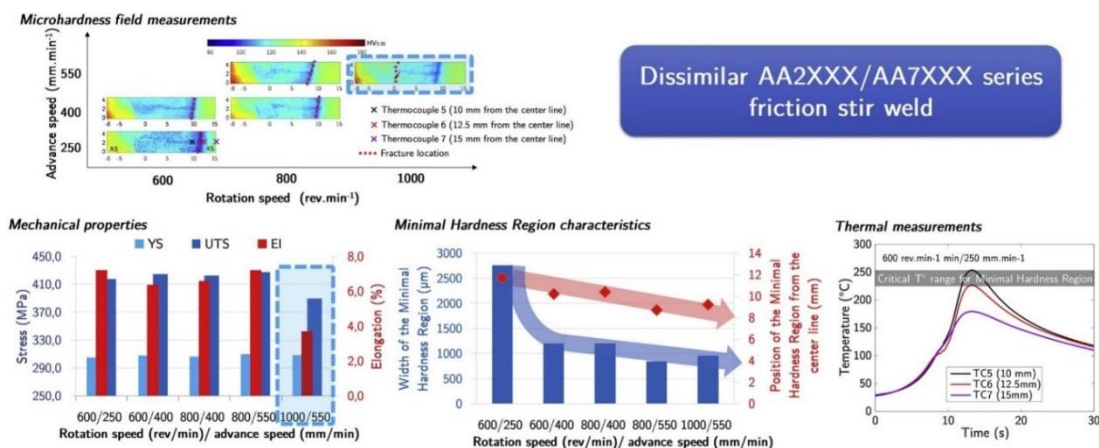 Microhardness field measurements
Advance speed (mm.min-1)
550
400
250
60
100
120
140
160
180
HV0.05
× Thermocouple 5 (10 mm from the center line)
× Thermocouple 6 (12.5 mm from the center line)
× Thermocouple 7 (15 mm from the center line)
Fracture location
AS
RS
600
800
1000
Rotation speed (rev.min-1)
Dissimilar AA2XXX/AA7XXX series
friction stir weld
Mechanical properties
YS
UTS
El
Stress (MPa)
450,0
410,0
370,0
330,0
290,0
250,0
8,0
6,0
4,0
2,0
0,0
Elongation (%)
600/250 600/400 800/400 800/550 1000/550
Rotation speed (rev/min)/ advance speed (mm/min)
Minimal Hardness Region characteristics
Width of the Minimal
Hardness Region (µm)
3000
2500
2000
1500
1000
500
0
14
12
10
8
6
4
2
0
Position of the Minimal
Hardness Region from the
center line (mm)
600/250 600/400 800/400 800/550 1000/550
Rotation speed (rev/min)/ advance speed (mm/min)
Thermal measurements
600 rev.min-1 min/250 mm.min-1
Critical T° range for Minimal Hardness Region
Temperature (°C)
300
250
200
150
100
50
0
TC5 (10 mm)
TC6 (12.5mm)
TC7 (15mm)
0
10
20
30
Time (s)